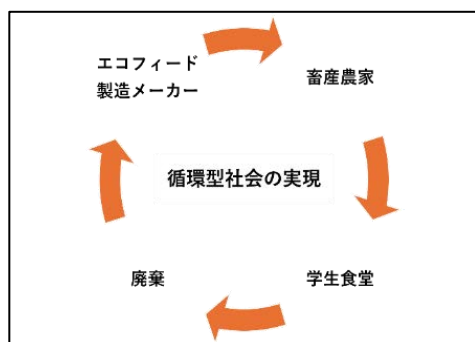 エコフィード
製造メーカー
畜産農家
循環型社会の実現
廃棄
学生食堂